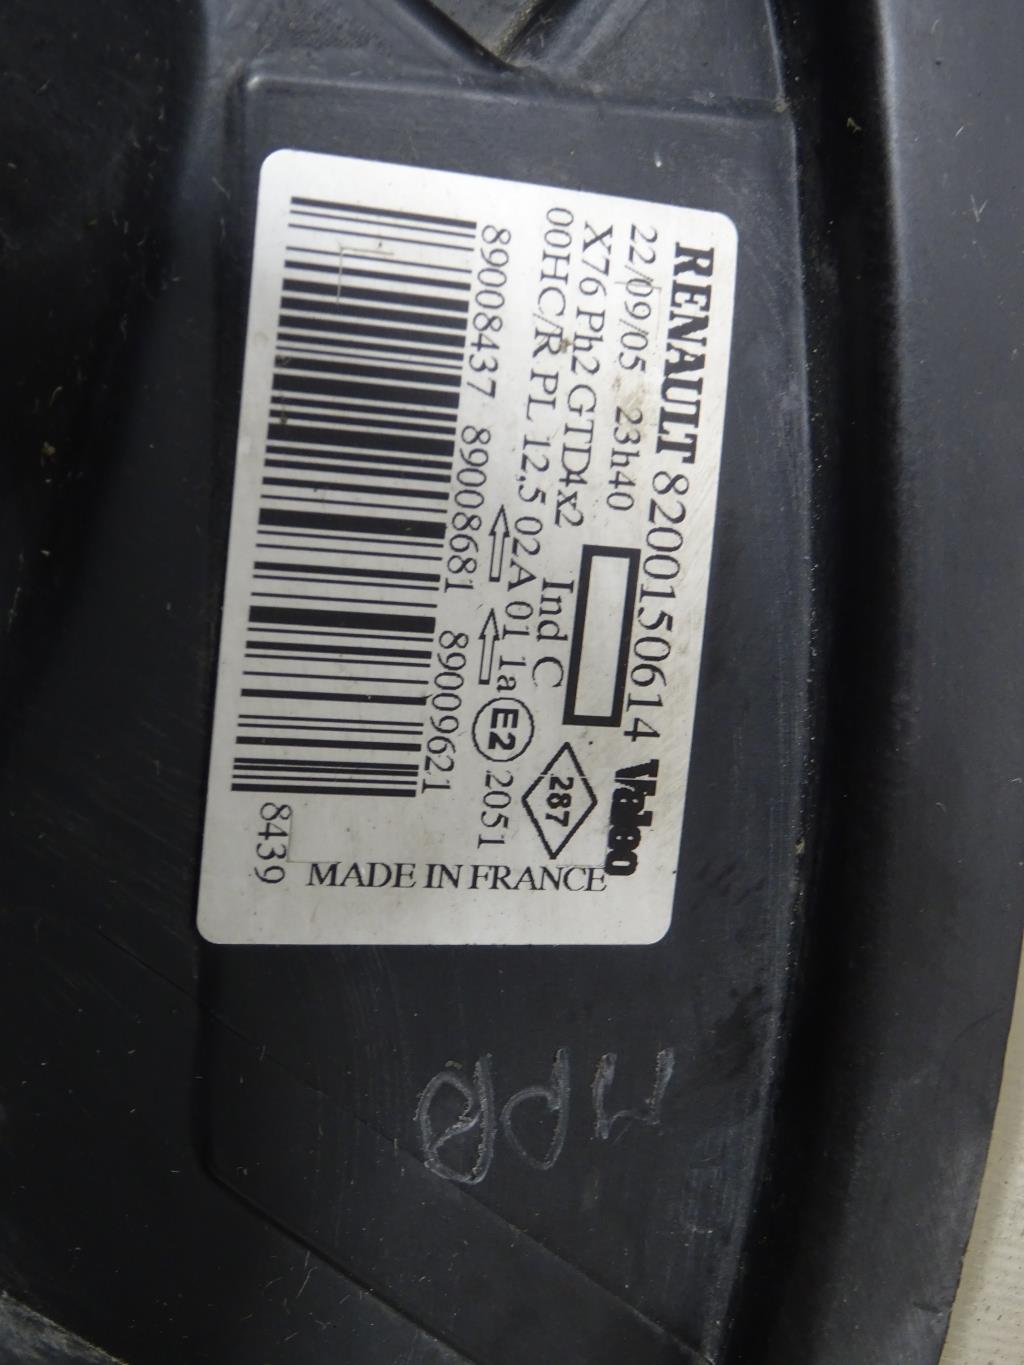 RENAULT 8200150614 Valeo
22/09/05 23h40
X76 Ph2 GTD4x2 Ind C
287
00HC/R PL 12,5 02A 01 1a E2 2051
89008437 89008681 89009621
8439
MADE IN FRANCE